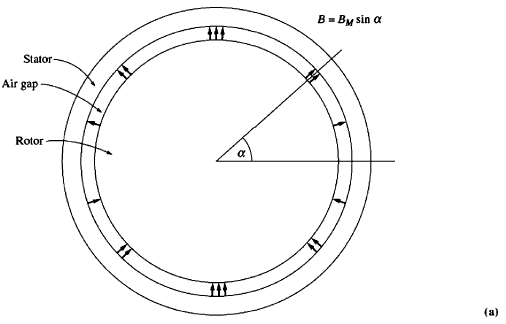 B = B_M sin α
Stator
Air gap
Rotor
α
(a)